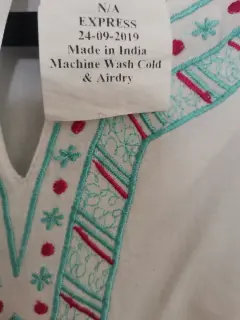 N/A
EXPRESS
24-09-2019
Made in India
Machine Wash Cold
& Airdry